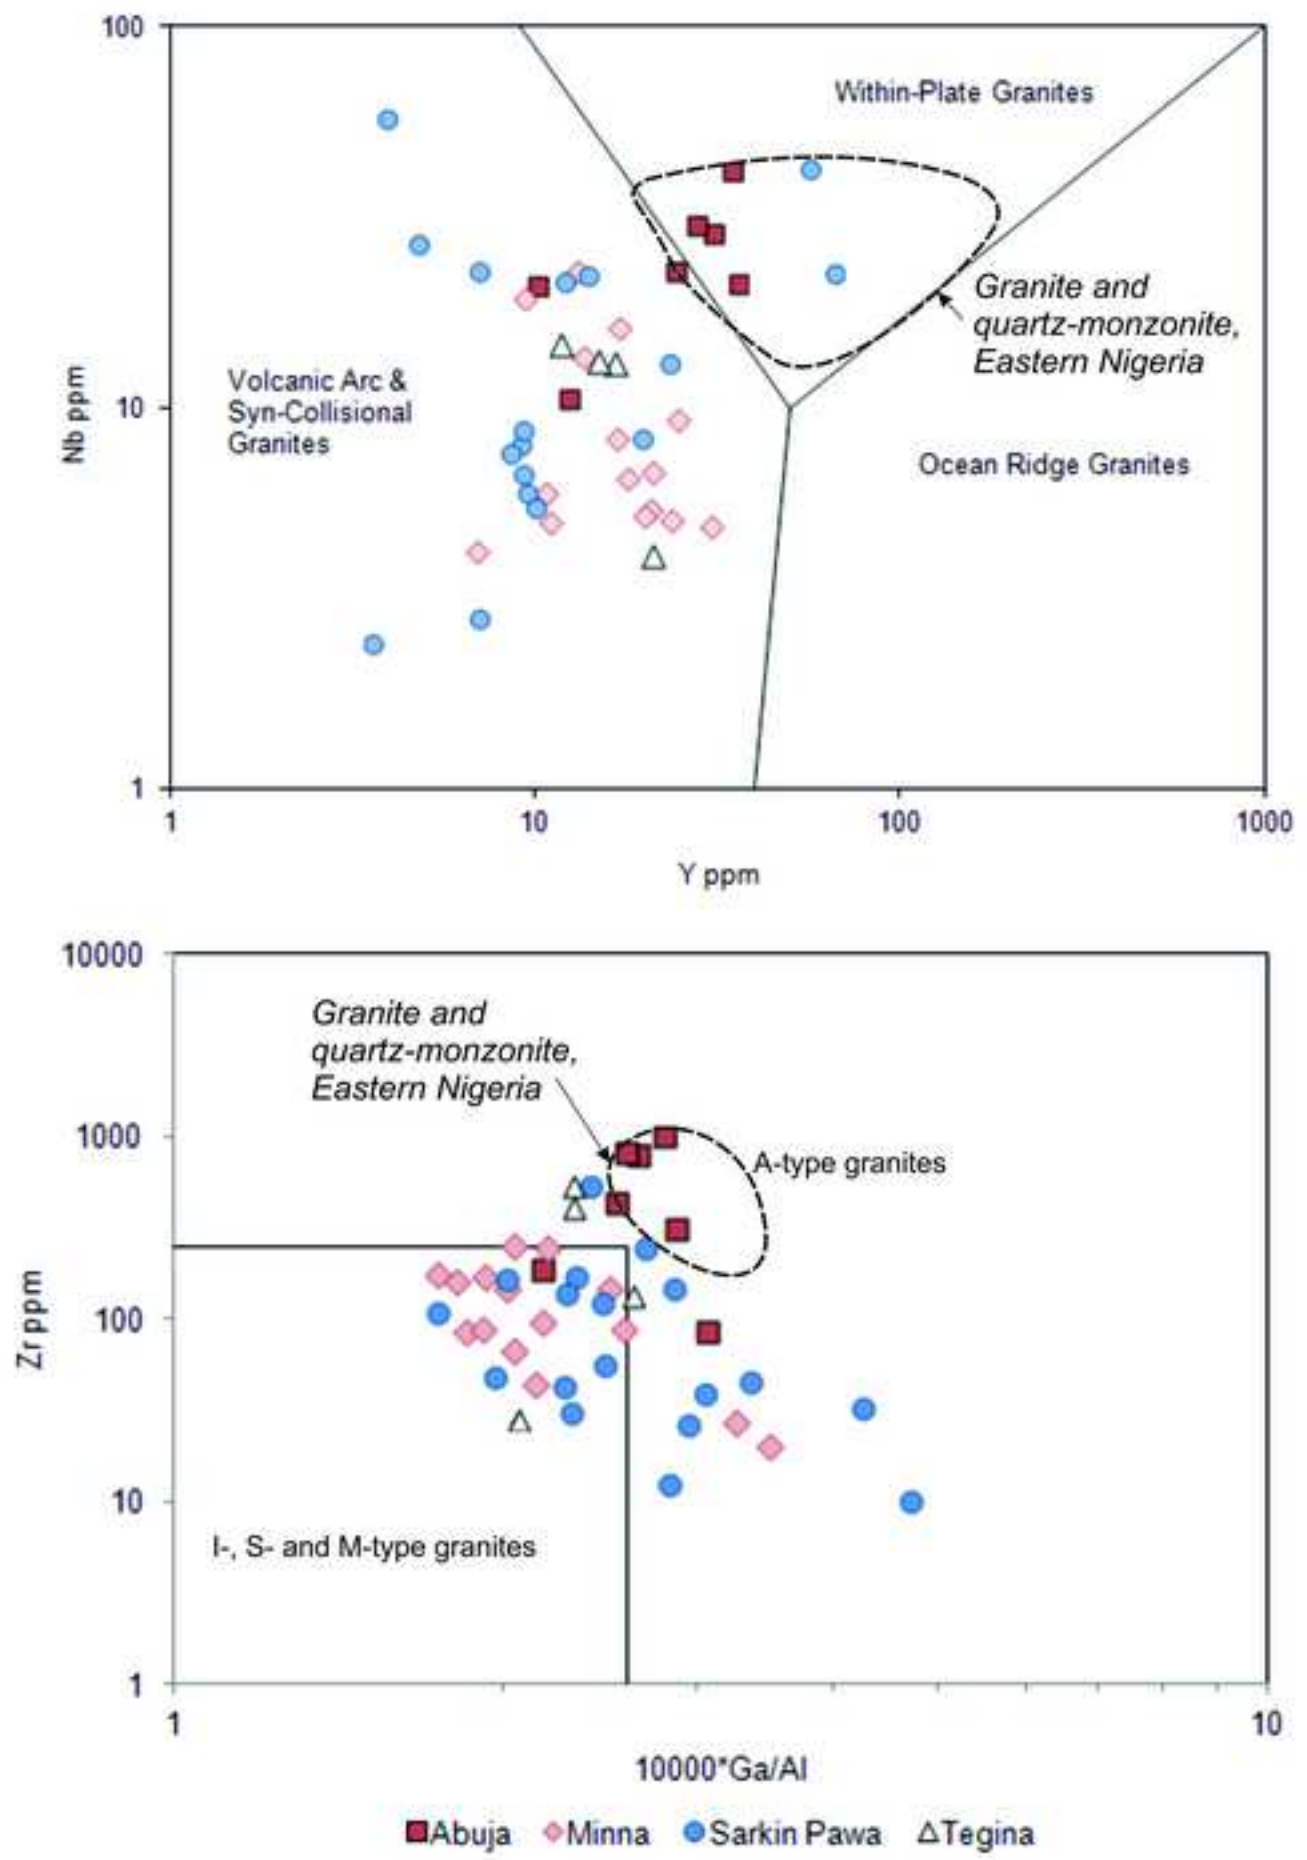 100
Within-Plate Granites
Granite and
quartz-monzonite,
Eastern Nigeria
Volcanic Arc &
Syn-Collisional
Granites
Nb ppm
10
Ocean Ridge Granites
1
1
10
100
1000
Y ppm
10000
Granite and
quartz-monzonite,
Eastern Nigeria
1000
A-type granites
Zr ppm
100
10
I-, S- and M-type granites
1
1
10
10000*Ga/Al
Abuja Minna Sarkin Pawa Tegina